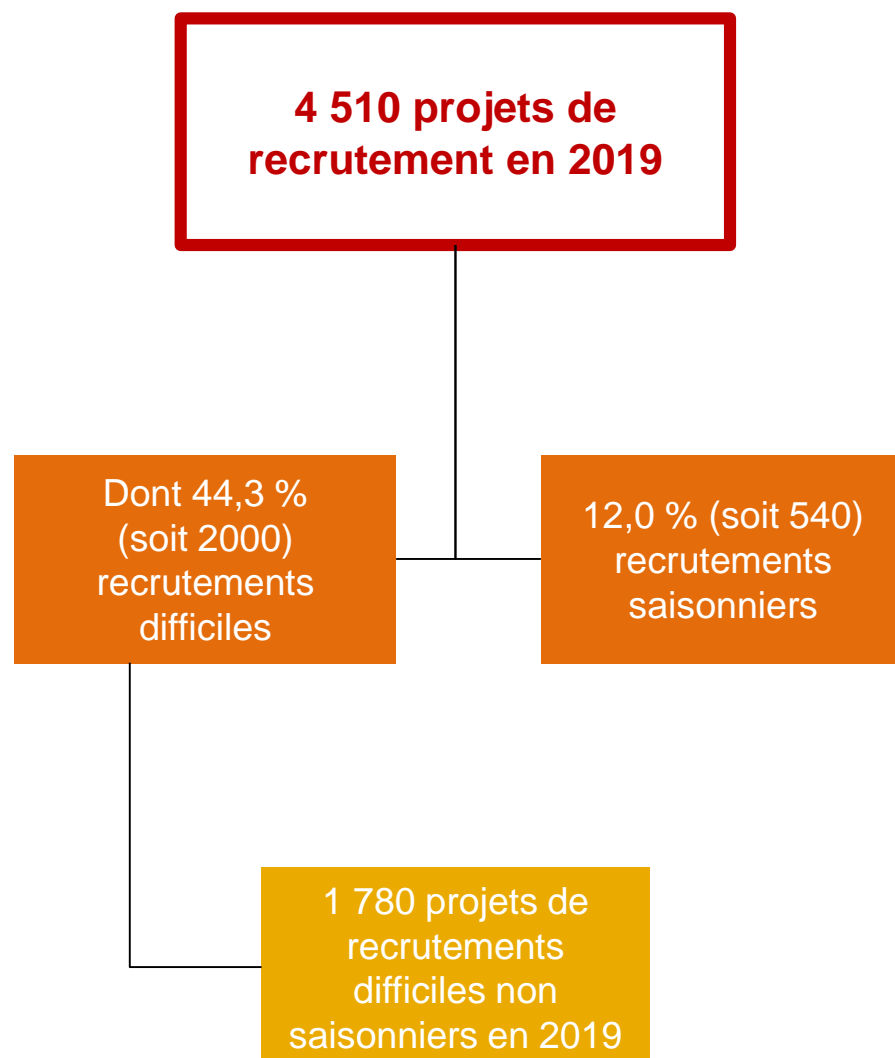 4 510 projets de
recrutement en 2019
Dont 44,3 %
(soit 2000)
recrutements
difficiles
12,0 % (soit 540)
recrutements
saisonniers
1 780 projets de
recrutements
difficiles non
saisonniers en 2019